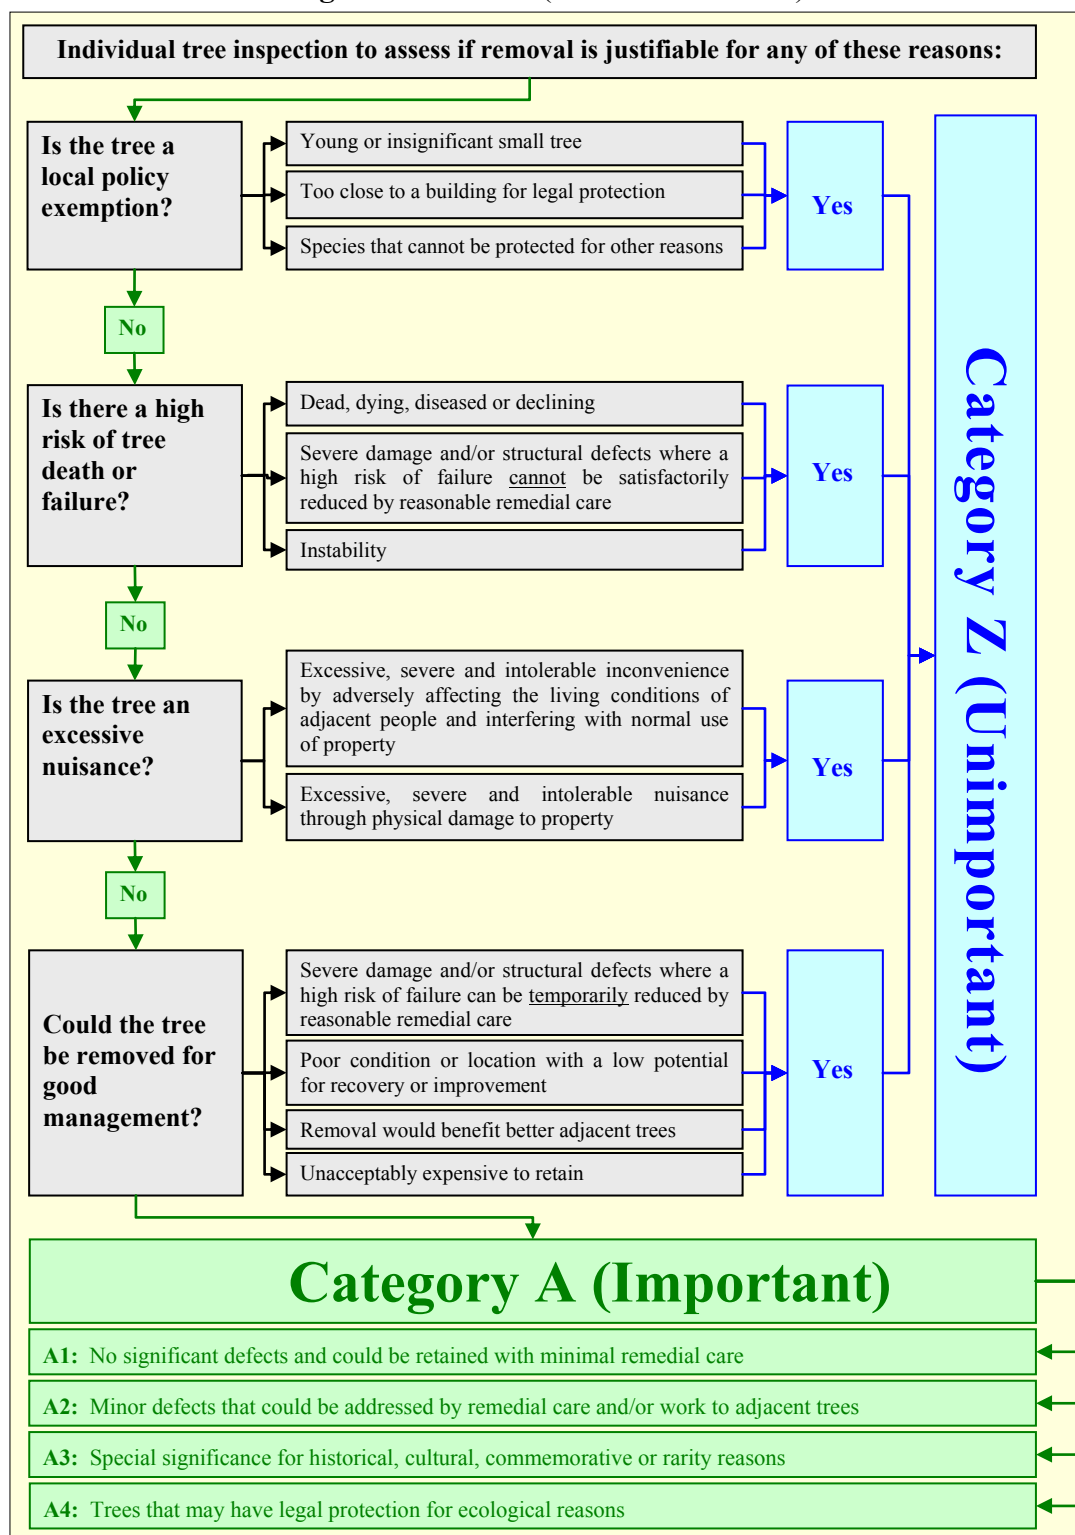 Individual tree inspection to assess if removal is justifiable for any of these reasons:
Is the tree a
local policy
exemption?
Young or insignificant small tree
Too close to a building for legal protection
Species that cannot be protected for other reasons
Yes
No
Is there a high
risk of tree
death or
failure?
Dead, dying, diseased or declining
Severe damage and/or structural defects where a
high risk of failure cannot be satisfactorily
reduced by reasonable remedial care
Instability
Yes
No
Is the tree an
excessive
nuisance?
Excessive, severe and intolerable inconvenience
by adversely affecting the living conditions of
adjacent people and interfering with normal use
of property
Excessive, severe and intolerable nuisance
through physical damage to property
Yes
No
Could the tree
be removed for
good
management?
Severe damage and/or structural defects where a
high risk of failure can be temporarily reduced by
reasonable remedial care
Poor condition or location with a low potential
for recovery or improvement
Removal would benefit better adjacent trees
Unacceptably expensive to retain
Yes
Category Z (Unimportant)
Category A (Important)
A1: No significant defects and could be retained with minimal remedial care
A2: Minor defects that could be addressed by remedial care and/or work to adjacent trees
A3: Special significance for historical, cultural, commemorative or rarity reasons
A4: Trees that may have legal protection for ecological reasons